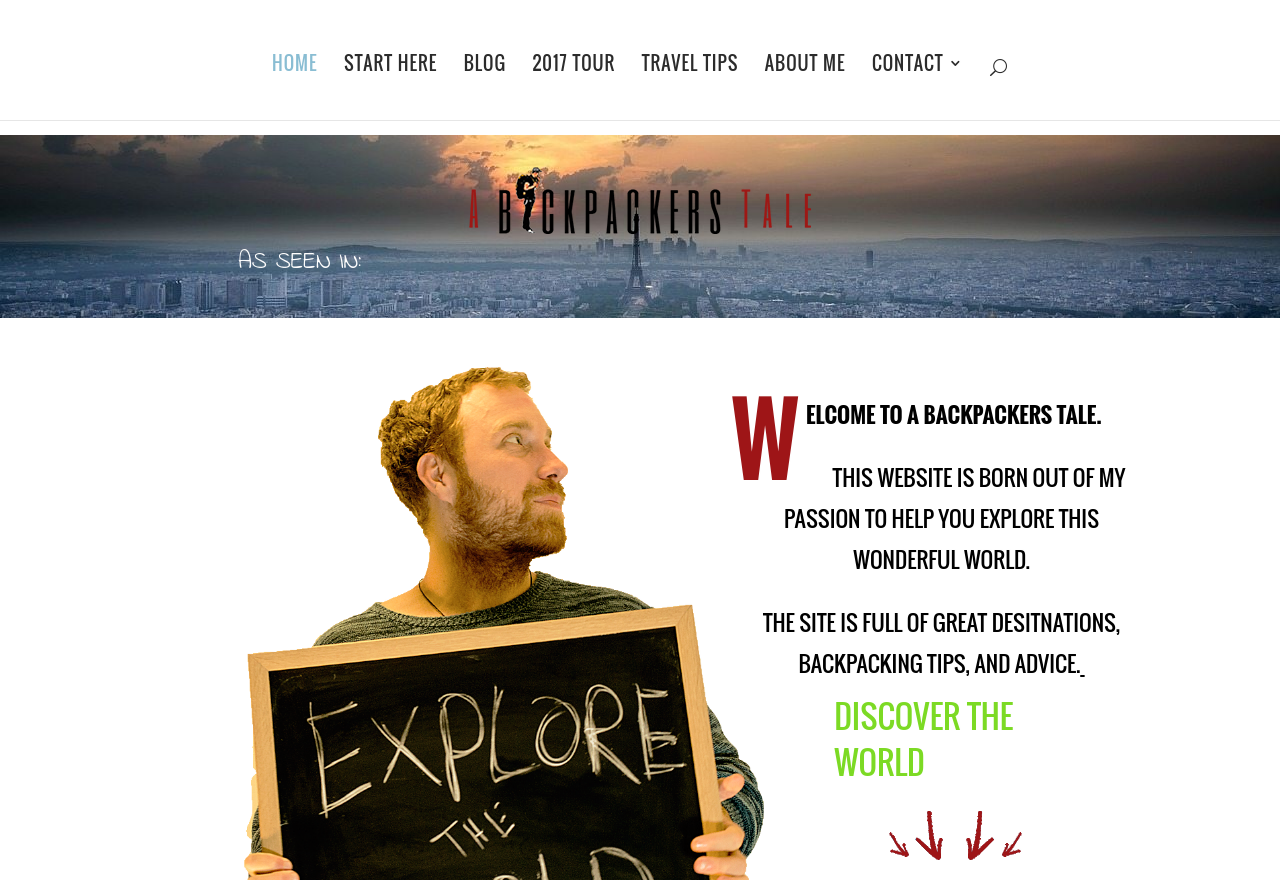 HOME START HERE BLOG 2017 TOUR TRAVEL TIPS ABOUT ME CONTACT
A BACKPACKERS TALE
AS SEEN IN:
WELCOME TO A BACKPACKERS TALE.
THIS WEBSITE IS BORN OUT OF MY
PASSION TO HELP YOU EXPLORE THIS
WONDERFUL WORLD.
THE SITE IS FULL OF GREAT DESITNATIONS,
BACKPACKING TIPS, AND ADVICE.
DISCOVER THE
WORLD
EXPLORE
THE